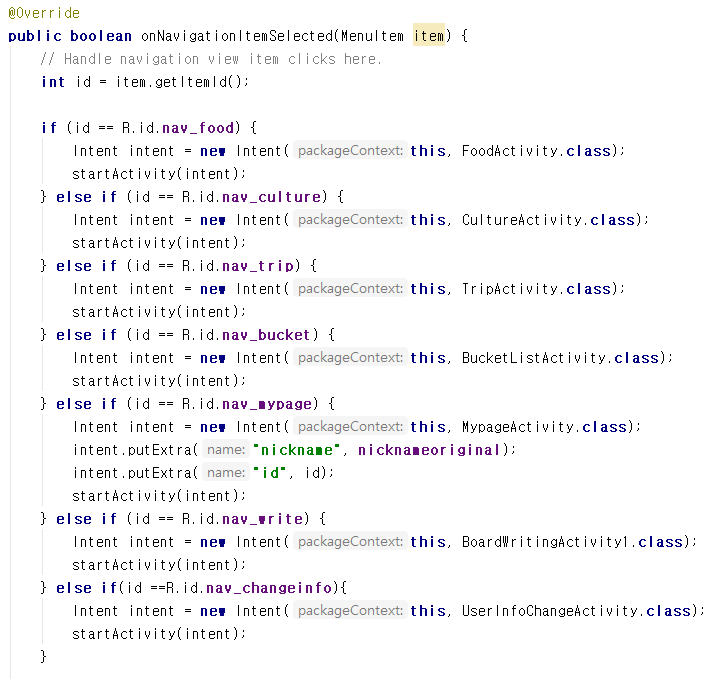 @Override
public boolean onNavigationItemSelected(MenuItem item) {
// Handle navigation view item clicks here.
int id = item.getItemId();
if (id == R.id.nav_food) {
Intent intent = new Intent( packageContext: this, FoodActivity.class);
startActivity(intent);
} else if (id == R.id.nav_culture) {
Intent intent = new Intent( packageContext: this, CultureActivity.class);
startActivity(intent);
} else if (id == R.id.nav_trip) {
Intent intent = new Intent( packageContext: this, TripActivity.class);
startActivity(intent);
} else if (id == R.id.nav_bucket) {
Intent intent = new Intent( packageContext: this, BucketListActivity.class);
startActivity(intent);
} else if (id == R.id.nav_mypage) {
Intent intent = new Intent( packageContext: this, MypageActivity.class);
intent.putExtra( name: "nickname", nicknameoriginal);
intent.putExtra( name: "id", id);
startActivity(intent);
} else if (id == R.id.nav_write) {
Intent intent = new Intent( packageContext: this, BoardWritingActivity1.class);
startActivity(intent);
} else if(id ==R.id.nav_changeinfo){
Intent intent = new Intent( packageContext: this, UserInfoChangeActivity.class);
startActivity(intent);
}